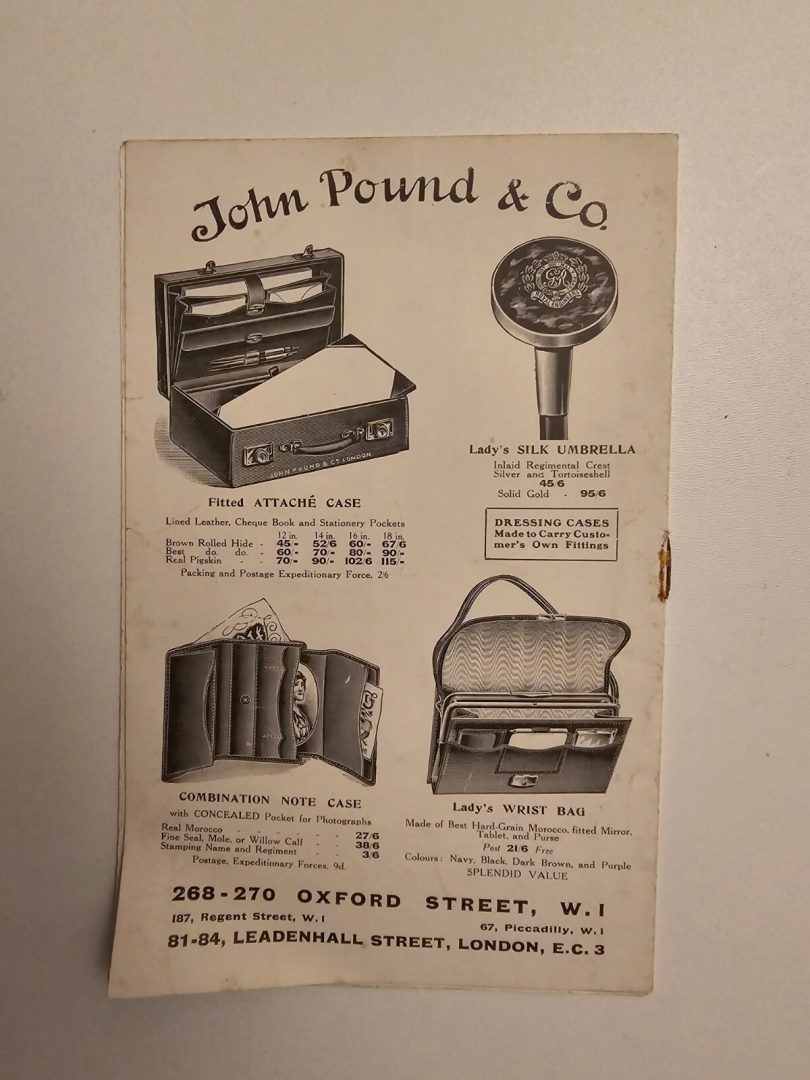 John Pound & Co.
JOHN POUND & Co. LONDON
ROYAL ENGINEERS
Fitted ATTACHÉ CASE
Lined Leather, Cheque Book and Stationery Pockets
12 in. 14 in. 16 in. 18 in.
Brown Rolled Hide - 45/- 52/6 60/- 67/6
Best do. do. - 60/- 70/- 80/- 90/-
Real Pigskin - - 70/- 90/- 102/6 115/-
Packing and Postage Expeditionary Force, 2/6
Lady's SILK UMBRELLA
Inlaid Regimental Crest
Silver and Tortoiseshell
45/6
Solid Gold - 95/6
DRESSING CASES
Made to Carry Custo-
mer's Own Fittings
COMBINATION NOTE CASE
with CONCEALED Pocket for Photographs
Real Morocco - - - - - 27/6
Fine Seal, Mole, or Willow Calf - - 38/6
Stamping Name and Regiment - - 3/6
Postage, Expeditionary Forces, 9d.
Lady's WRIST BAG
Made of Best Hard-Grain Morocco, fitted Mirror,
Tablet, and Purse
Post 21/6 Free
Colours: Navy, Black, Dark Brown, and Purple
SPLENDID VALUE
268-270 OXFORD STREET, W.1
187, Regent Street, W.1
67, Piccadilly, W.1
81-84, LEADENHALL STREET, LONDON, E.C. 3